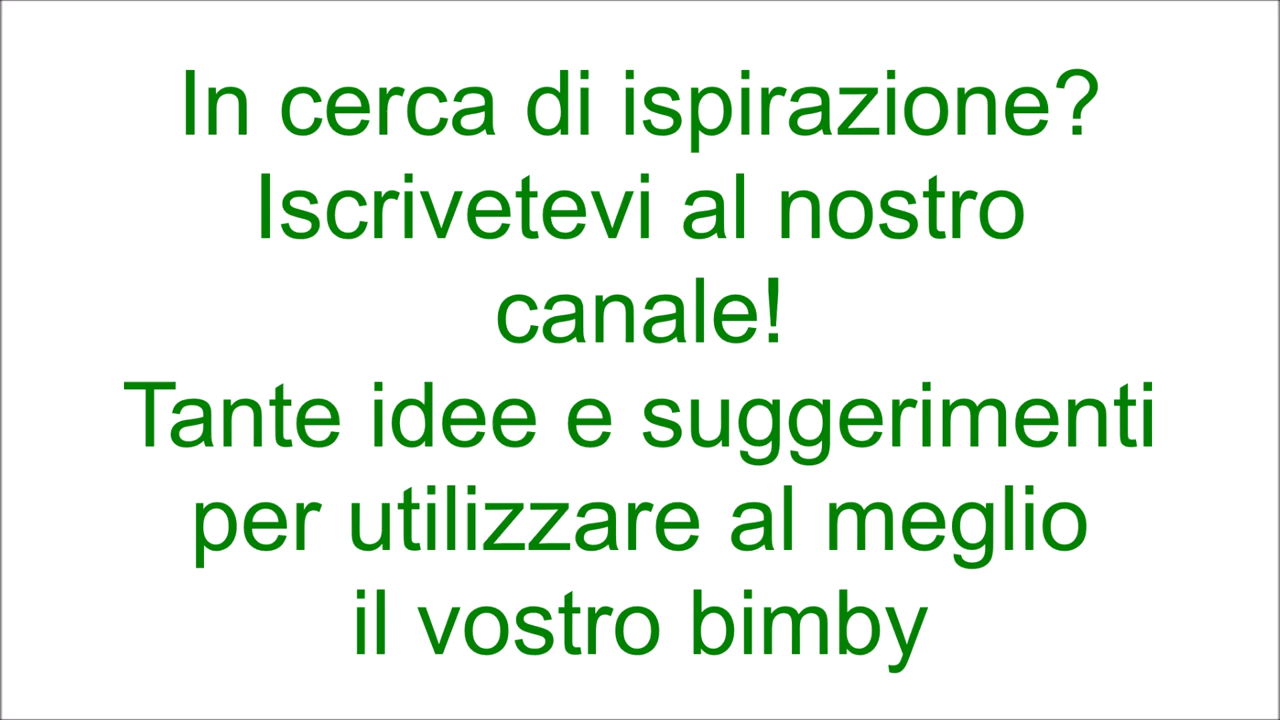 In cerca di ispirazione?
Iscrivetevi al nostro
canale!
Tante idee e suggerimenti
per utilizzare al meglio
il vostro bimby